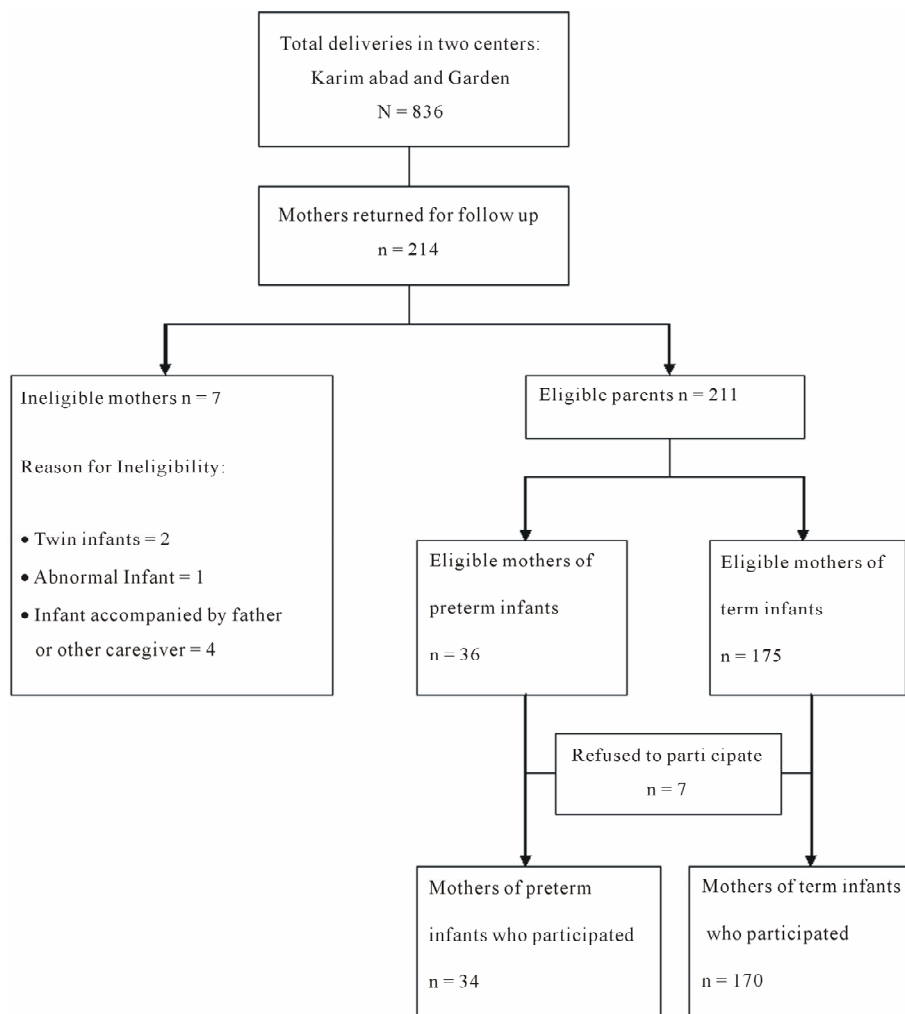 Total deliveries in two centers:
Karim abad and Garden
N = 836
Mothers returned for follow up
n = 214
Ineligible mothers n = 7
Reason for Ineligibility:
• Twin infants = 2
• Abnormal Infant = 1
• Infant accompanied by father
or other caregiver = 4
Eligible parents n = 211
Eligible mothers of
preterm infants
n = 36
Eligible mothers of
term infants
n = 175
Refused to parti cipate
n = 7
Mothers of preterm
infants who participated
n = 34
Mothers of term infants
who participated
n = 170